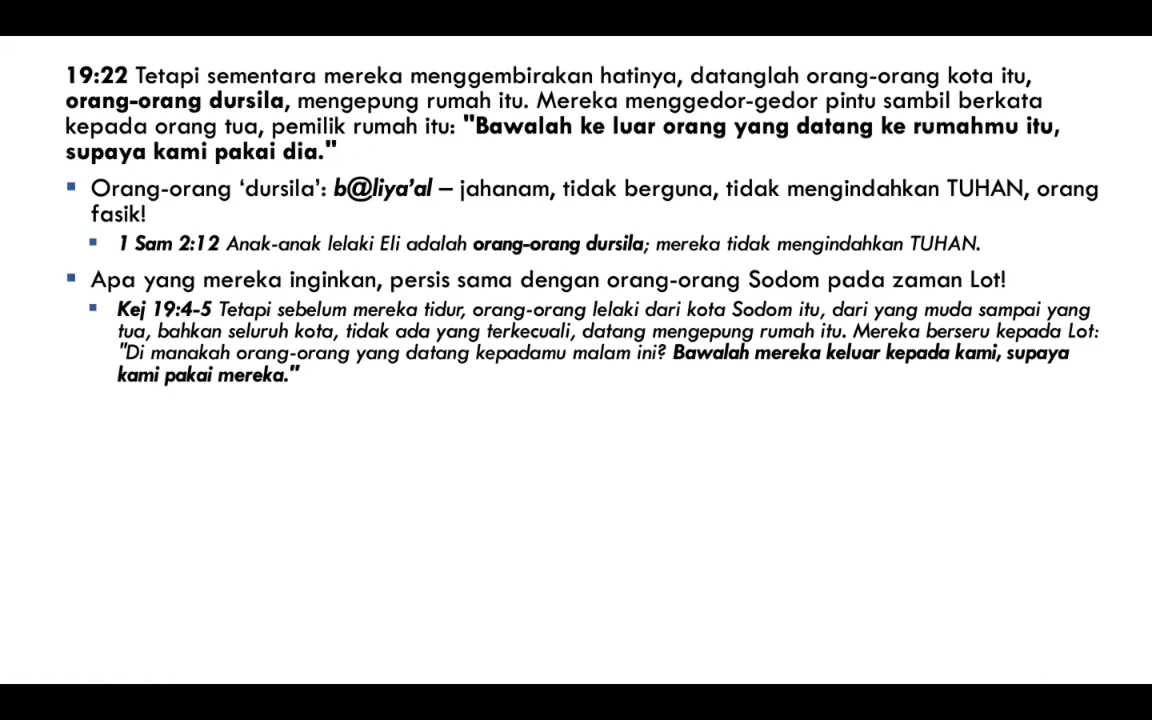 19:22 Tetapi sementara mereka menggembirakan hatinya, datanglah orang-orang kota itu,
orang-orang dursila, mengepung rumah itu. Mereka menggedor-gedor pintu sambil berkata
kepada orang tua, pemilik rumah itu: "Bawalah ke luar orang yang datang ke rumahmu itu,
supaya kami pakai dia."
▪ Orang-orang ‘dursila’: b@liya’al – jahanam, tidak berguna, tidak mengindahkan TUHAN, orang
fasik!
▪ 1 Sam 2:12 Anak-anak lelaki Eli adalah orang-orang dursila; mereka tidak mengindahkan TUHAN.
▪ Apa yang mereka inginkan, persis sama dengan orang-orang Sodom pada zaman Lot!
▪ Kej 19:4-5 Tetapi sebelum mereka tidur, orang-orang lelaki dari kota Sodom itu, dari yang muda sampai yang
tua, bahkan seluruh kota, tidak ada yang terkecuali, datang mengepung rumah itu. Mereka berseru kepada Lot:
"Di manakah orang-orang yang datang kepadamu malam ini? Bawalah mereka keluar kepada kami, supaya
kami pakai mereka."